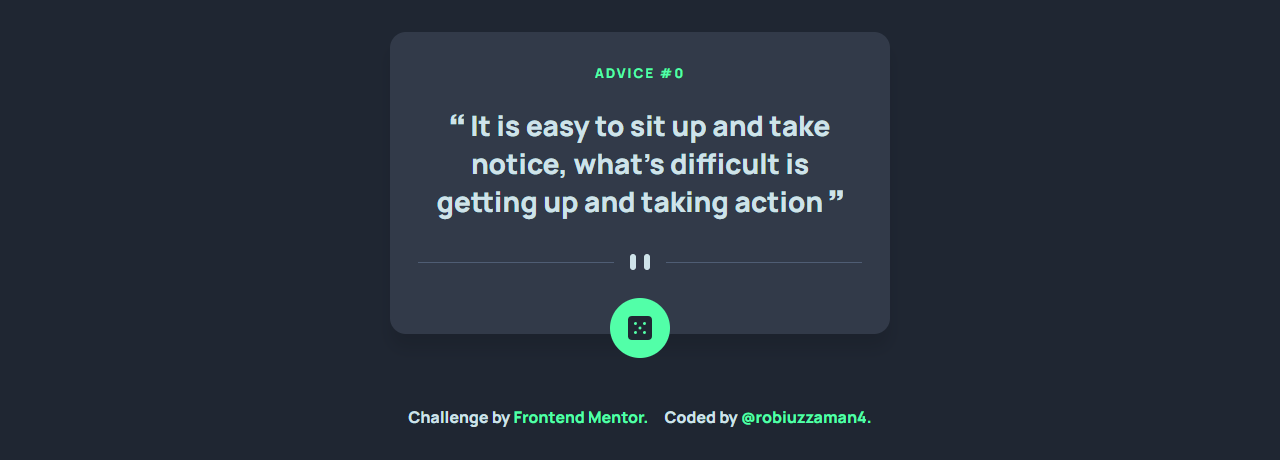 ADVICE #0
“ It is easy to sit up and take
notice, what's difficult is
getting up and taking action ”
Challenge by Frontend Mentor. Coded by @robiuzzaman4.